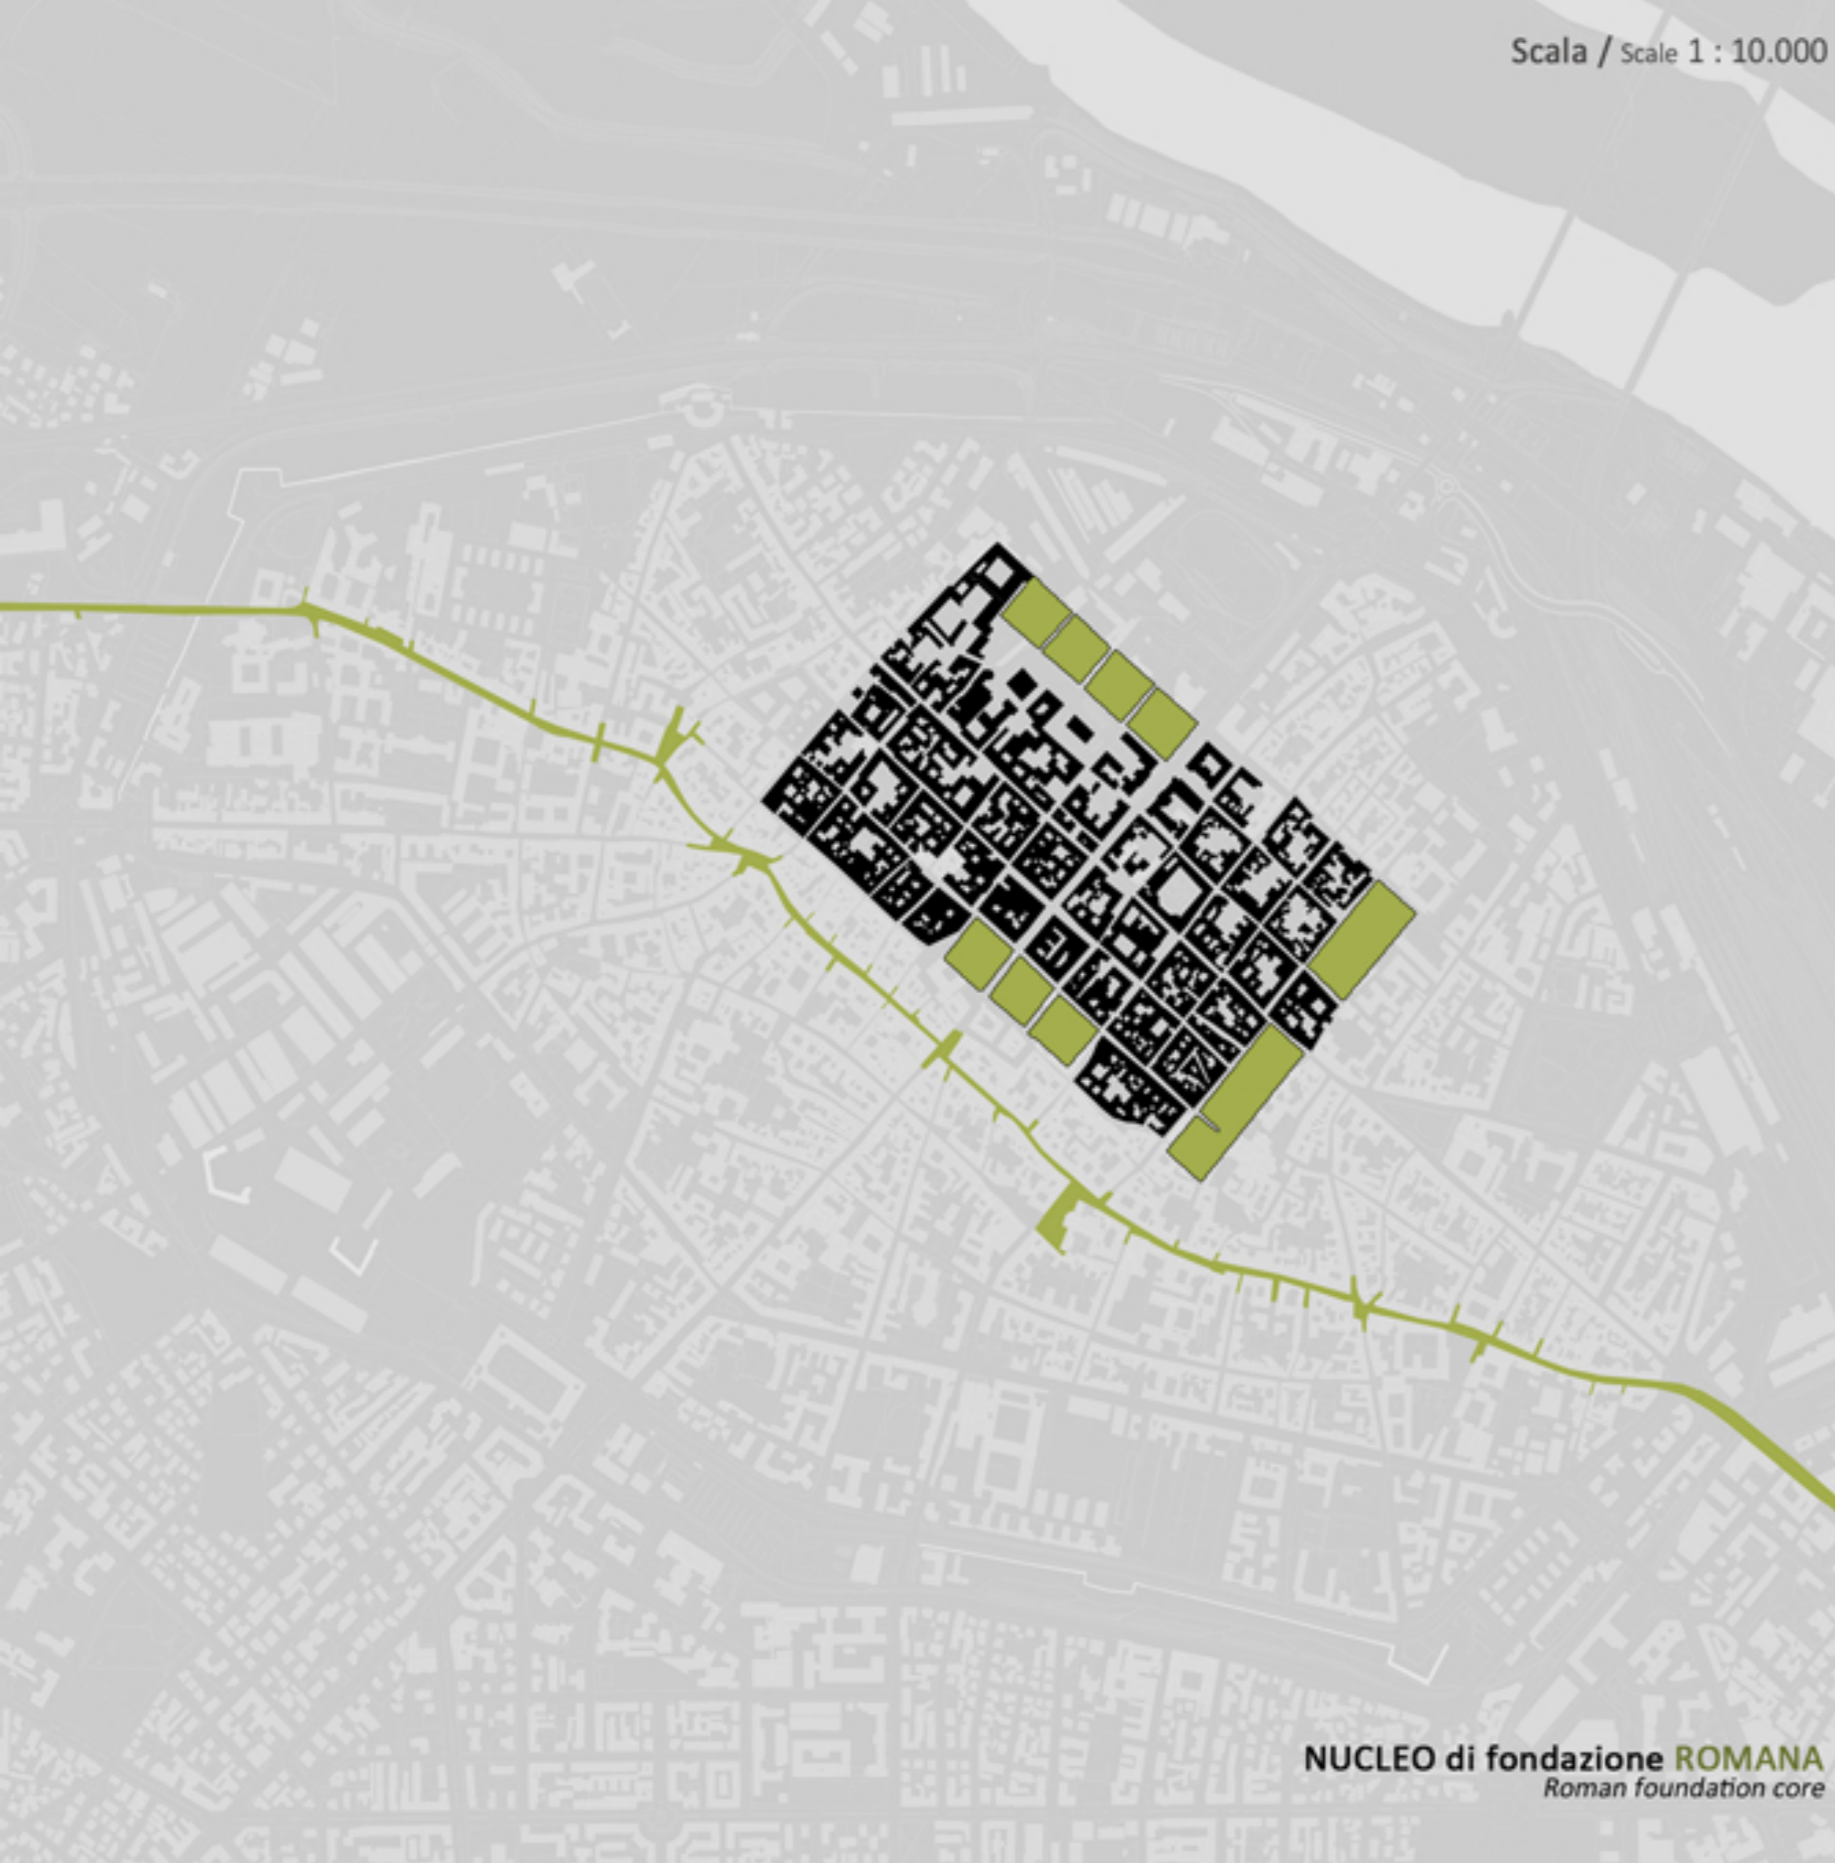 Scala / Scale 1 : 10.000
NUCLEO di fondazione ROMANA
Roman foundation core